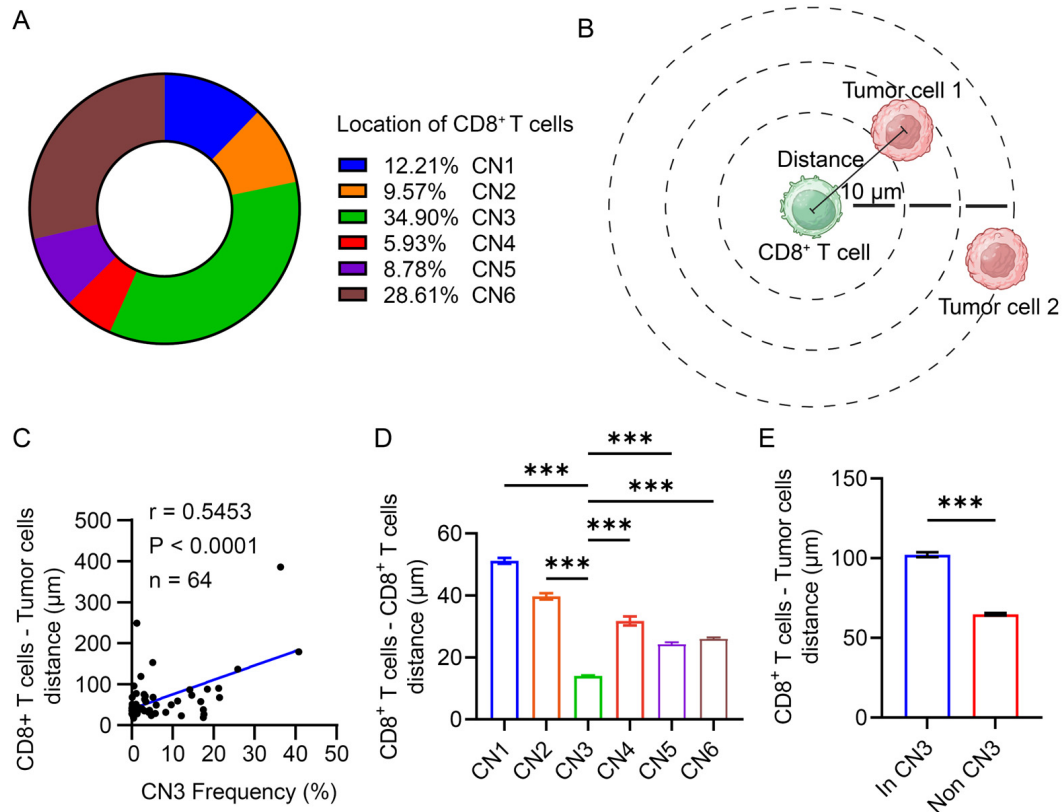 A
Location of CD8⁺ T cells
12.21% CN1
9.57% CN2
34.90% CN3
5.93% CN4
8.78% CN5
28.61% CN6
B
Tumor cell 1
Distance
10 μm
CD8⁺ T cell
Tumor cell 2
C
CD8+ T cells - Tumor cells
distance (μm)
500
400
300
200
100
0
r = 0.5453
P < 0.0001
n = 64
0 10 20 30 40 50
CN3 Frequency (%)
D
CD8⁺ T cells - CD8⁺ T cells
distance (μm)
60
40
20
0
***
***
***
***
***
CN1
CN2
CN3
CN4
CN5
CN6
E
CD8⁺ T cells - Tumor cells
distance (μm)
150
100
50
0
***
In CN3
Non CN3